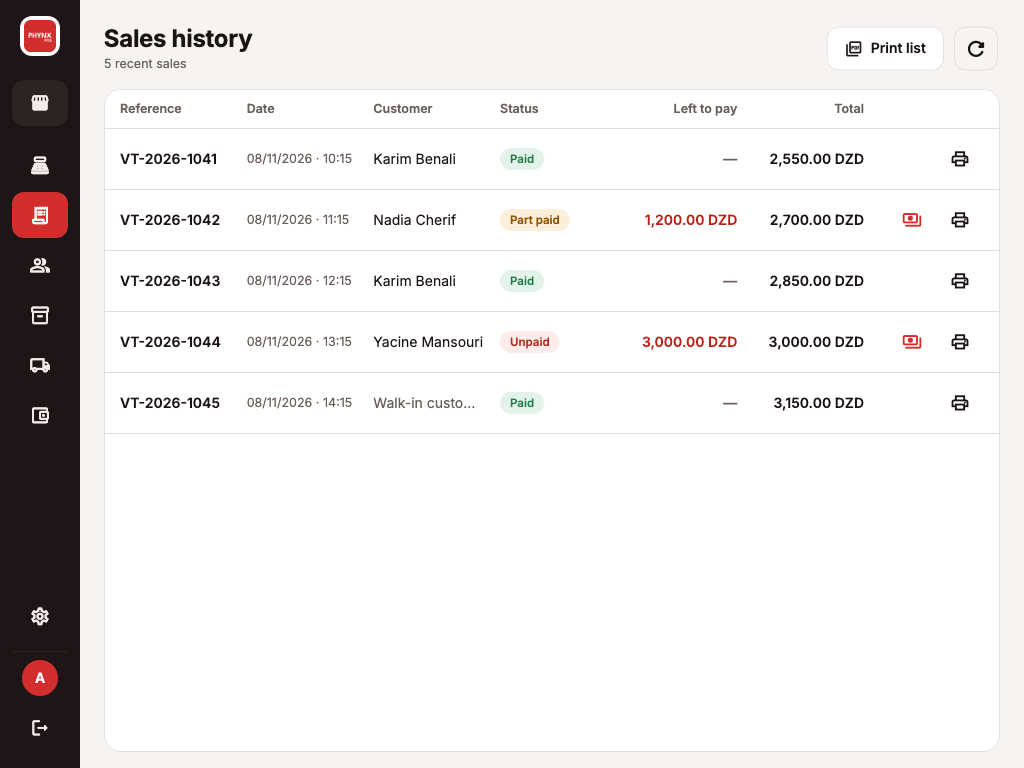 PHYNX
Sales history
5 recent sales
Print list
Reference Date Customer Status Left to pay Total
VT-2026-1041 08/11/2026 · 10:15 Karim Benali Paid — 2,550.00 DZD
VT-2026-1042 08/11/2026 · 11:15 Nadia Cherif Part paid 1,200.00 DZD 2,700.00 DZD
VT-2026-1043 08/11/2026 · 12:15 Karim Benali Paid — 2,850.00 DZD
VT-2026-1044 08/11/2026 · 13:15 Yacine Mansouri Unpaid 3,000.00 DZD 3,000.00 DZD
VT-2026-1045 08/11/2026 · 14:15 Walk-in custo... Paid — 3,150.00 DZD
A